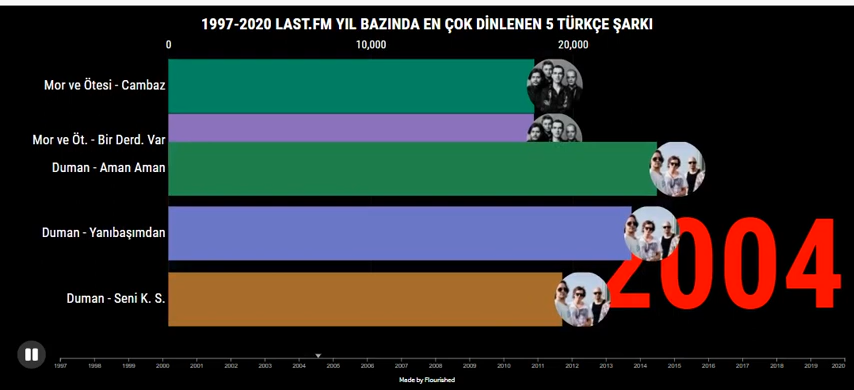 1997-2020 LAST.FM YIL BAZINDA EN ÇOK DİNLENEN 5 TÜRKÇE ŞARKI
0 10,000 20,000
Mor ve Ötesi - Cambaz
Mor ve Öt. - Bir Derd. Var
Duman - Aman Aman
Duman - Yanıbaşımdan
Duman - Seni K. S.
2004
1997 1998 1999 2000 2001 2002 2003 2004 2005 2006 2007 2008 2009 2010 2011 2012 2013 2014 2015 2016 2017 2018 2019 2020
Made by Flourished